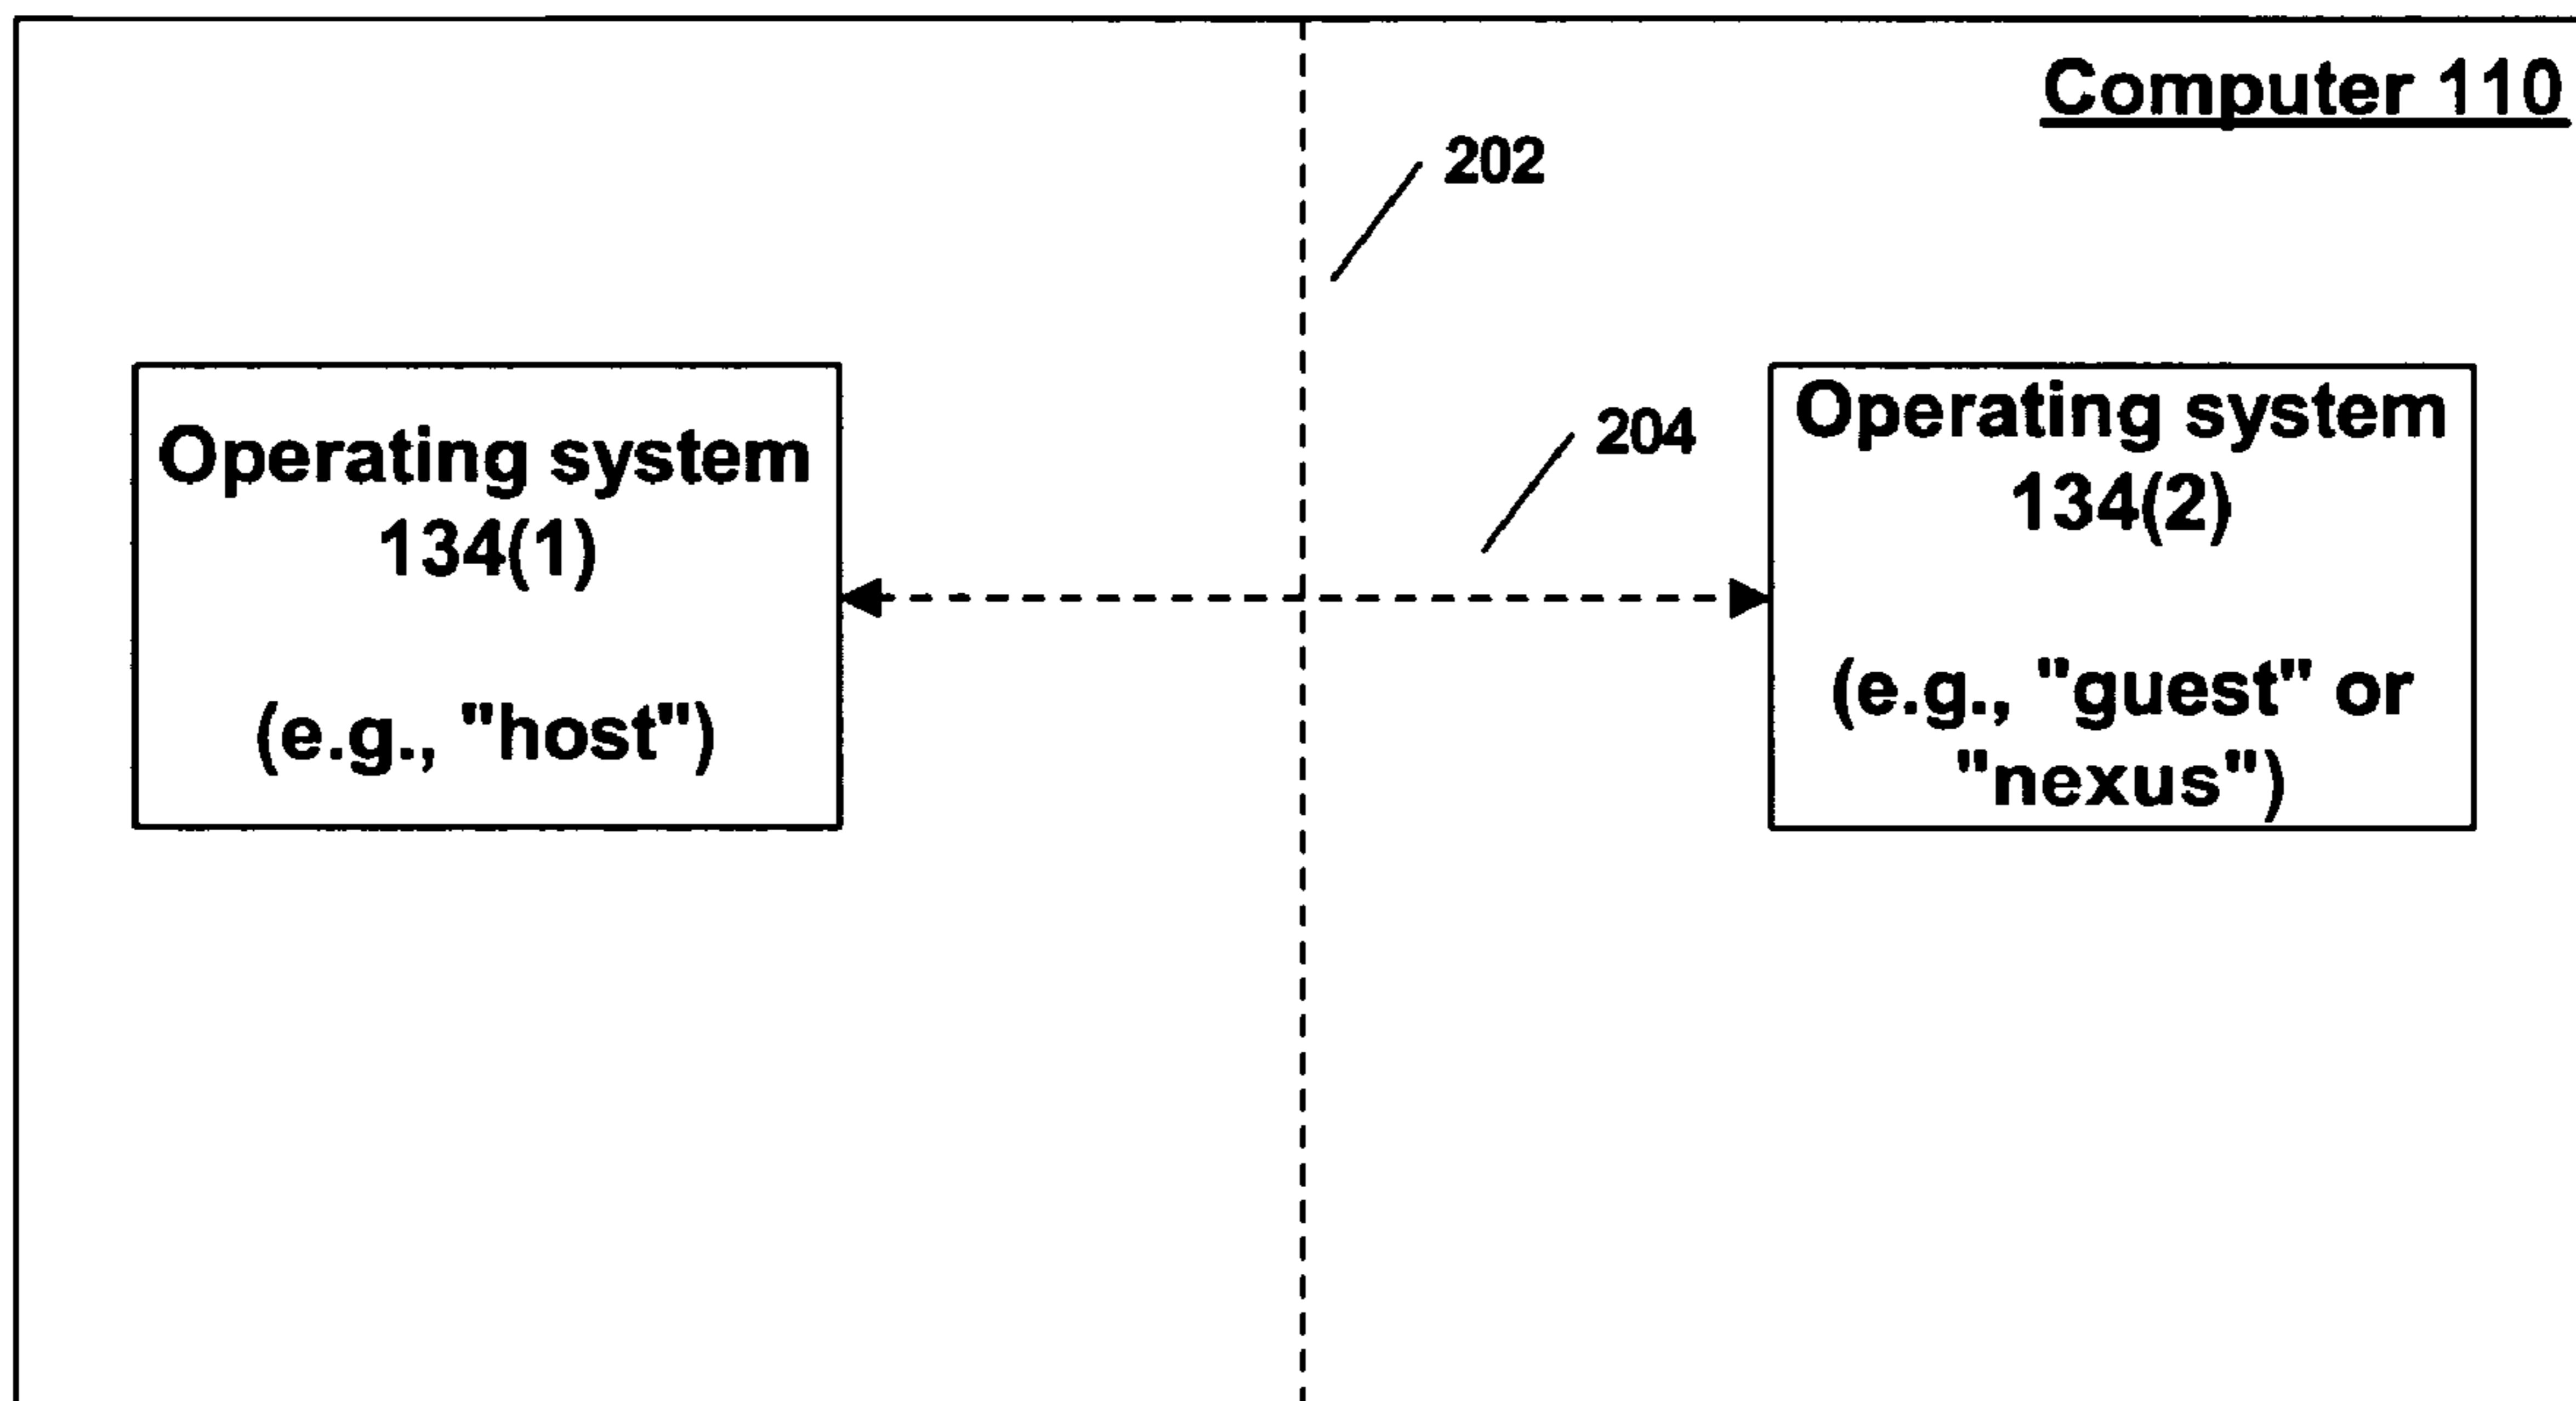 Computer 110
202
204
Operating system
134(1)
(e.g., "host")
Operating system
134(2)
(e.g., "guest" or
"nexus")